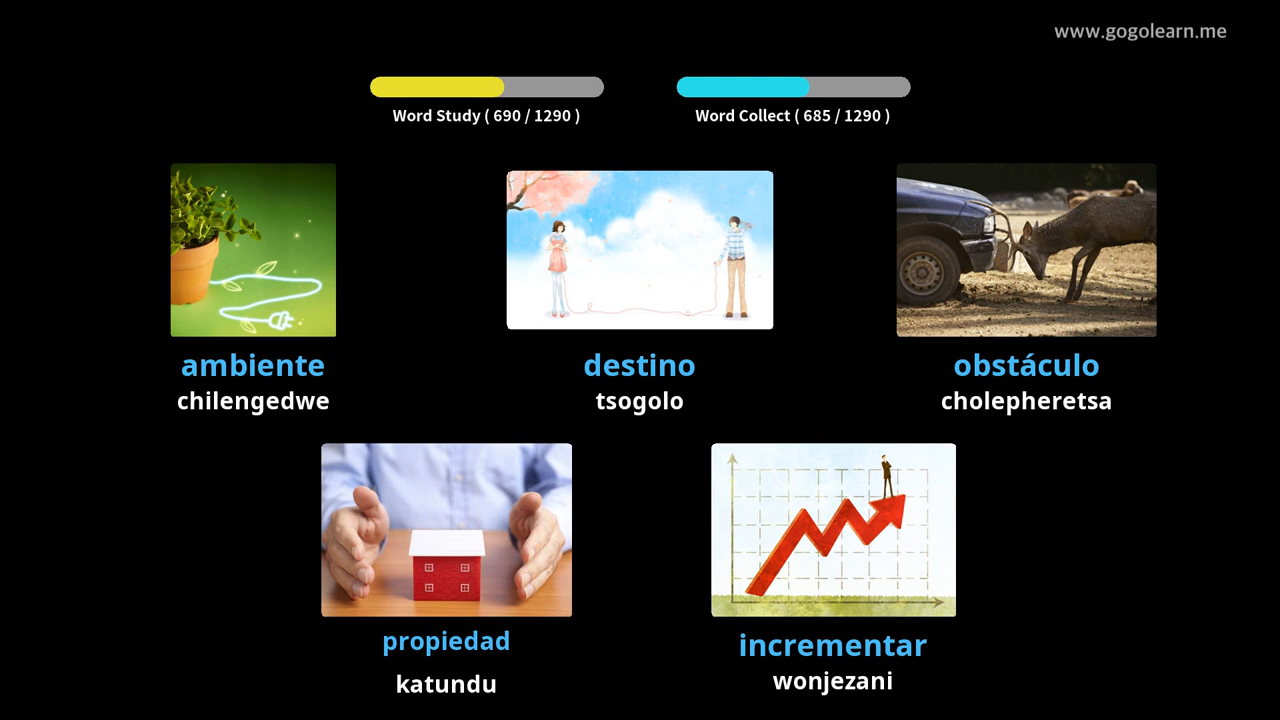 www.gogolearn.me
Word Study ( 690 / 1290 )
Word Collect ( 685 / 1290 )
ambiente
chilengedwe
destino
tsogolo
obstáculo
cholepheretsa
propiedad
katundu
incrementar
wonjezani